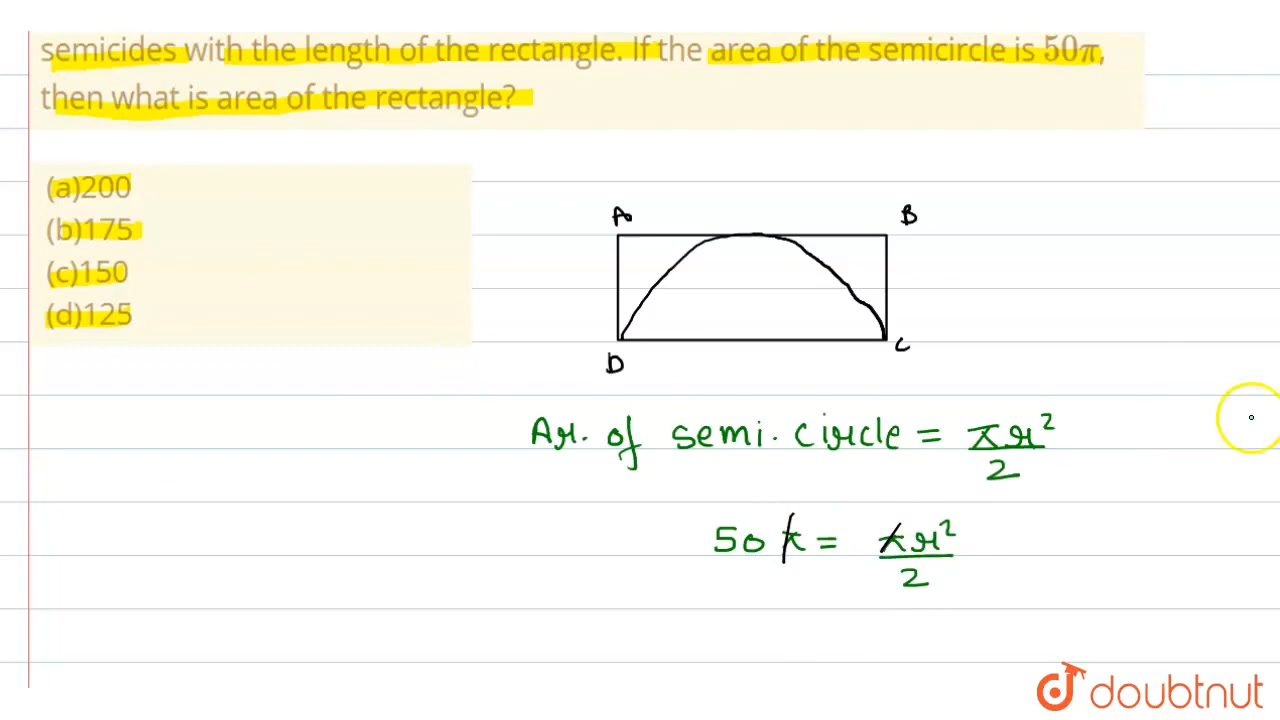 semicides with the length of the rectangle. If the area of the semicircle is 50π,
then what is area of the rectangle?
(a)200
(b)175
(c)150
(d)125
A B
D C
Ar. of semi. circle = πr²/2
50 π = πr²/2
doubtnut